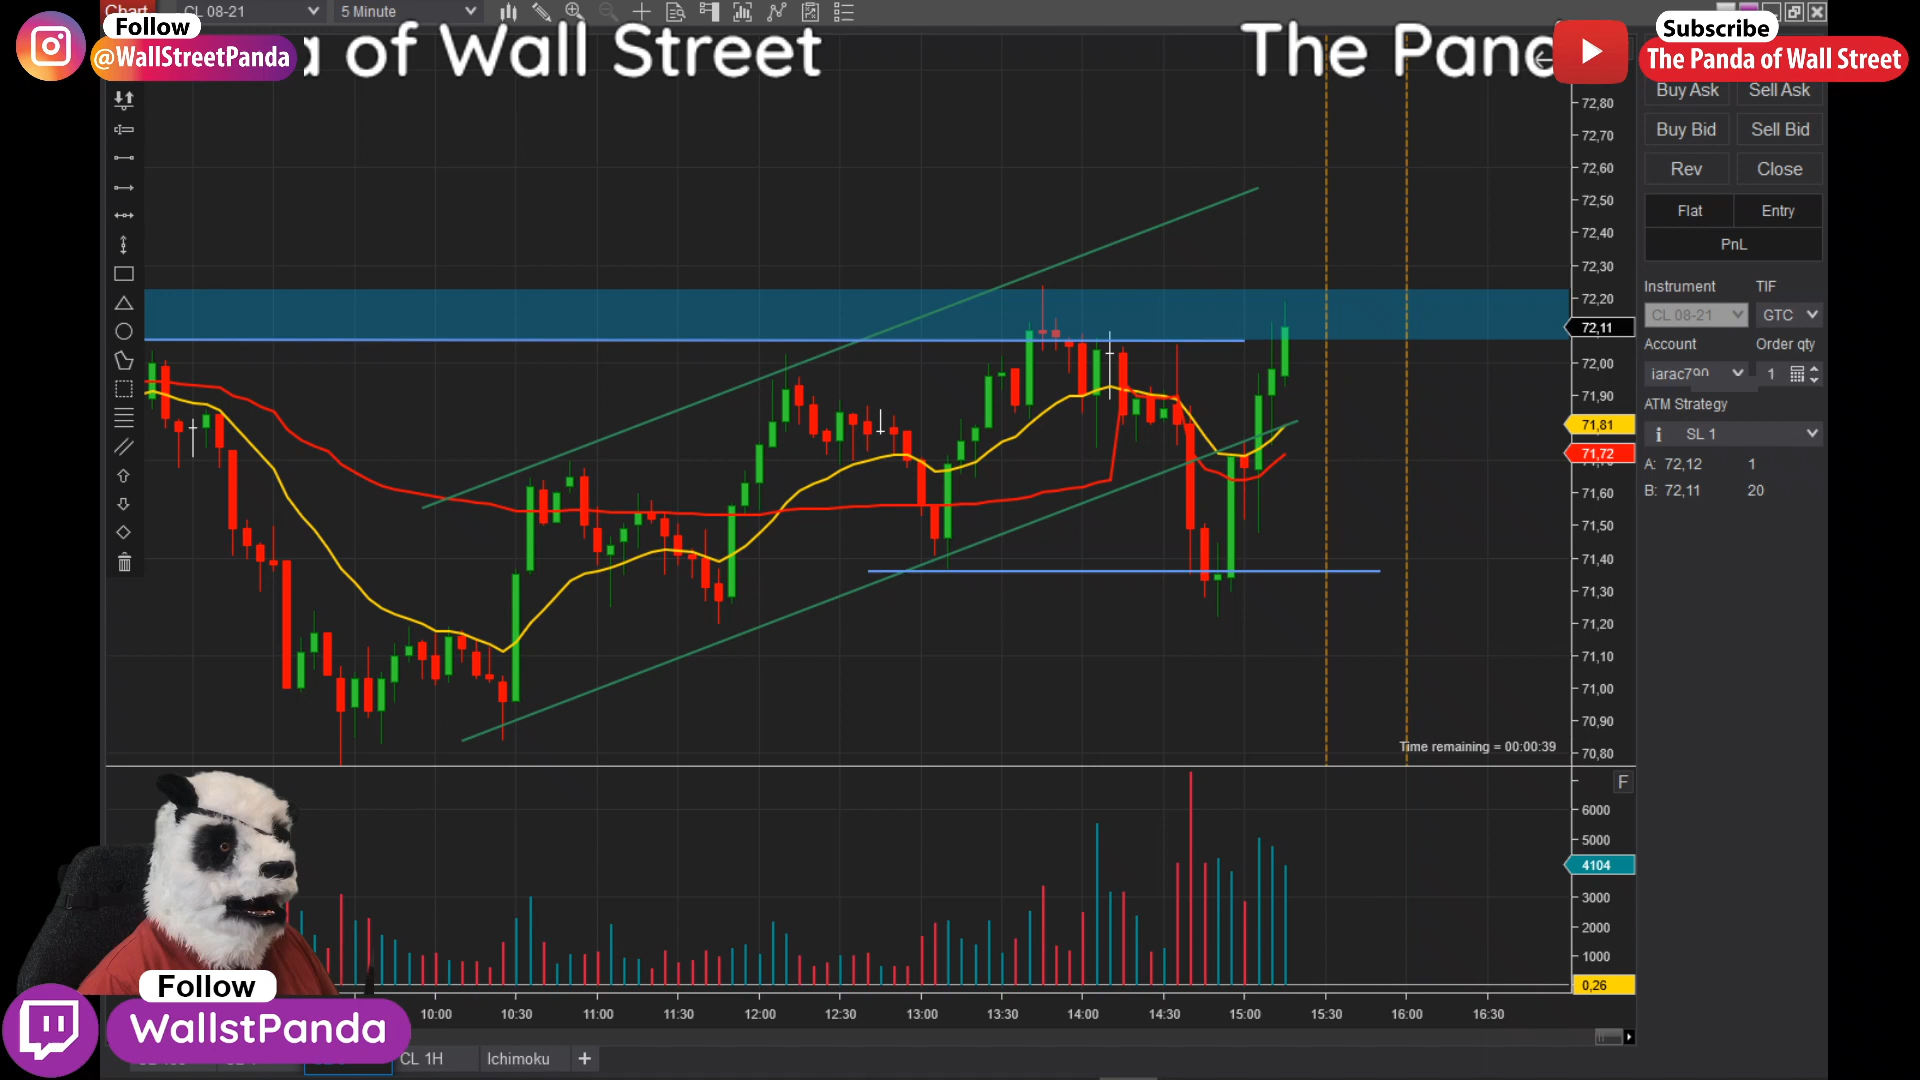 Chart
CL 08-21
5 Minute
Follow
@WallStreetPanda
a of Wall Street
The Pand
Subscribe
The Panda of Wall Street
Buy Ask
Sell Ask
Buy Bid
Sell Bid
Rev
Close
Flat
Entry
PnL
Instrument
TIF
CL 08-21
GTC
Account
Order qty
1
ATM Strategy
SL 1
A: 72,12
1
B: 72,11
20
72,80
72,70
72,60
72,50
72,40
72,30
72,20
72,11
72,00
71,90
71,81
71,72
71,60
71,50
71,40
71,30
71,20
71,10
71,00
70,90
70,80
Time remaining = 00:00:39
F
6000
5000
4104
3000
2000
1000
0,26
10:00
10:30
11:00
11:30
12:00
12:30
13:00
13:30
14:00
14:30
15:00
15:30
16:00
16:30
Follow
WallstPanda
CL 1H
Ichimoku
+